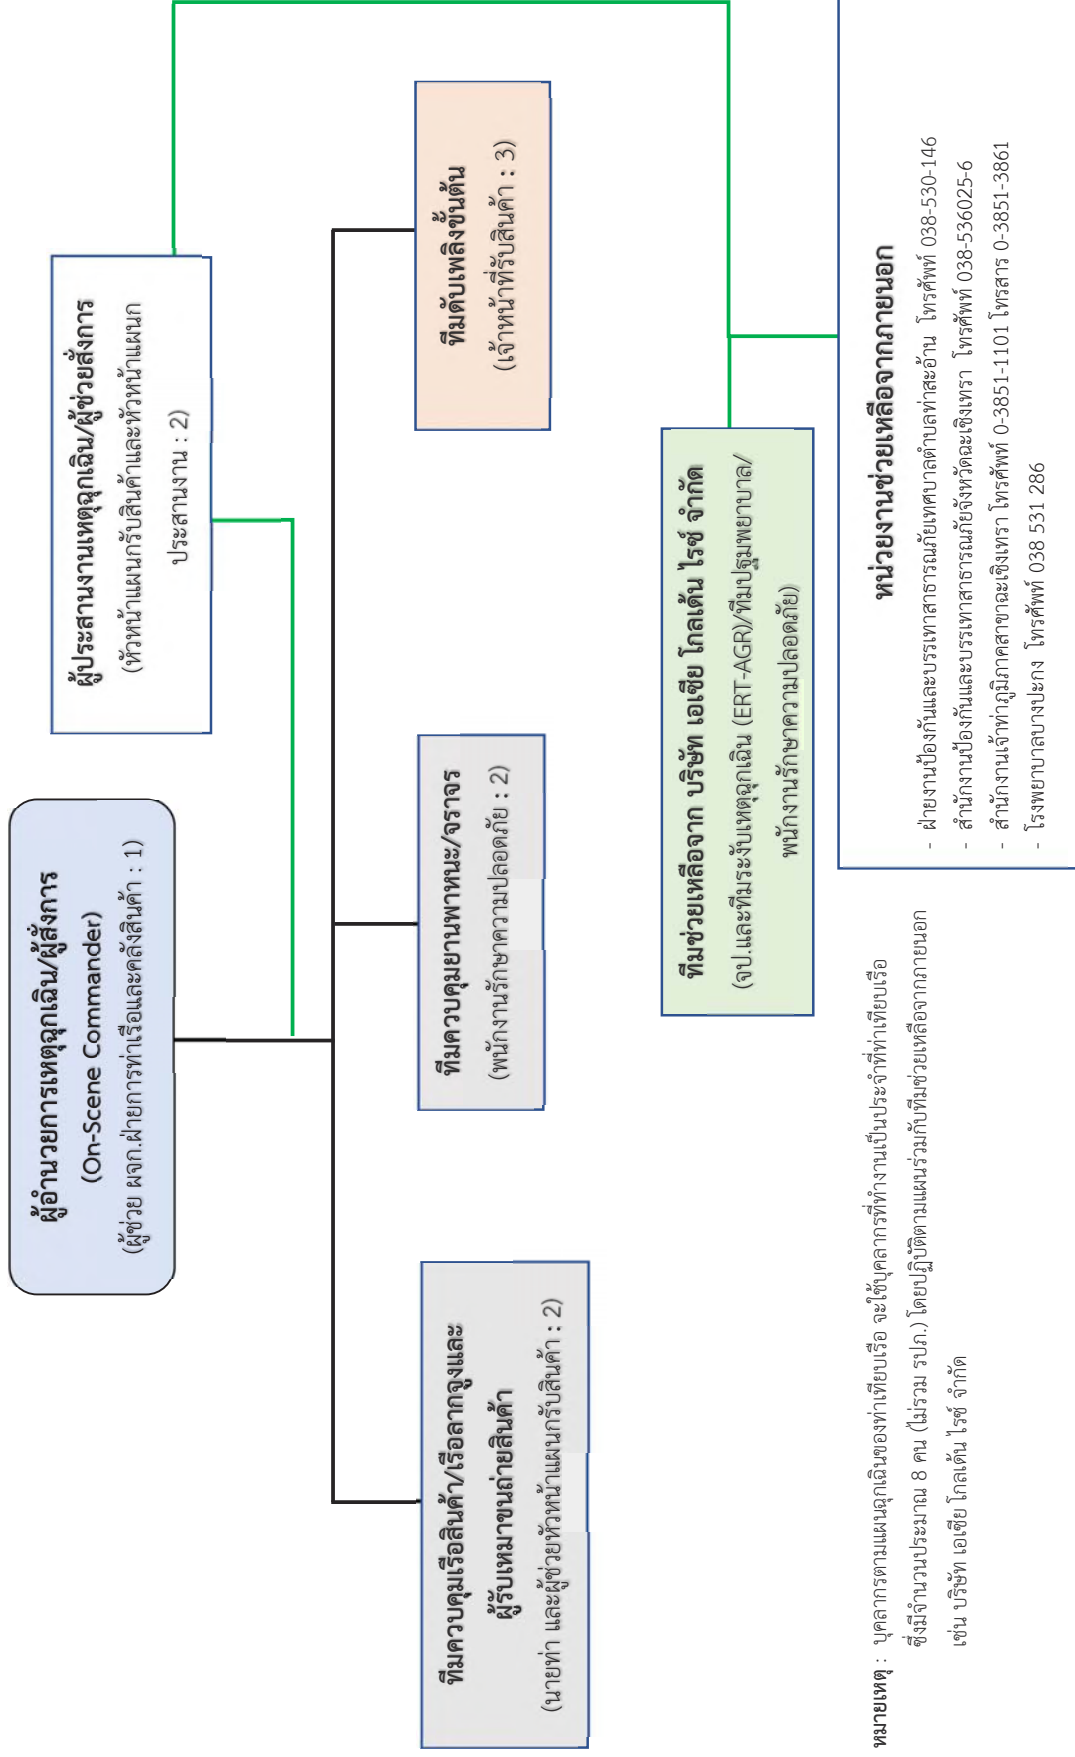 ผู้อำนวยการเหตุฉุกเฉิน/ผู้สั่งการ
(On-Scene Commander)
(ผู้ช่วย ผจก.ฝ่ายการท่าเรือและคลังสินค้า : 1)
ผู้ประสานงานเหตุฉุกเฉิน/ผู้ช่วยสั่งการ
(หัวหน้าแผนกรับสินค้าและหัวหน้าแผนก
ประสานงาน : 2)
ทีมควบคุมเรือสินค้า/เรือลากจูงและ
ผู้รับเหมาขนถ่ายสินค้า
(นายท่า และผู้ช่วยหัวหน้าแผนกรับสินค้า : 2)
ทีมควบคุมยานพาหนะ/จราจร
(พนักงานรักษาความปลอดภัย : 2)
ทีมดับเพลิงขั้นต้น
(เจ้าหน้าที่รับสินค้า : 3)
ทีมช่วยเหลือจาก บริษัท เอเซีย โกลเด้น ไรซ์ จำกัด
(จป.และทีมระงับเหตุฉุกเฉิน (ERT-AGR)/ทีมปฐมพยาบาล/
พนักงานรักษาความปลอดภัย)
หน่วยงานช่วยเหลือจากภายนอก
- ฝ่ายงานป้องกันและบรรเทาสาธารณภัยเทศบาลตำบลท่าสะอ้าน โทรศัพท์ 038-530-146
- สำนักงานป้องกันและบรรเทาสาธารณภัยจังหวัดฉะเชิงเทรา โทรศัพท์ 038-536025-6
- สำนักงานเจ้าท่าภูมิภาคสาขาฉะเชิงเทรา โทรศัพท์ 0-3851-1101 โทรสาร 0-3851-3861
- โรงพยาบาลบางปะกง โทรศัพท์ 038 531 286
หมายเหตุ : บุคลากรตามแผนฉุกเฉินของท่าเทียบเรือ จะใช้บุคลากรที่ทำงานเป็นประจำที่ท่าเทียบเรือ
ซึ่งมีจำนวนประมาณ 8 คน (ไม่รวม รปภ.) โดยปฏิบัติตามแผนร่วมกับทีมช่วยเหลือจากภายนอก
เช่น บริษัท เอเซีย โกลเด้น ไรซ์ จำกัด